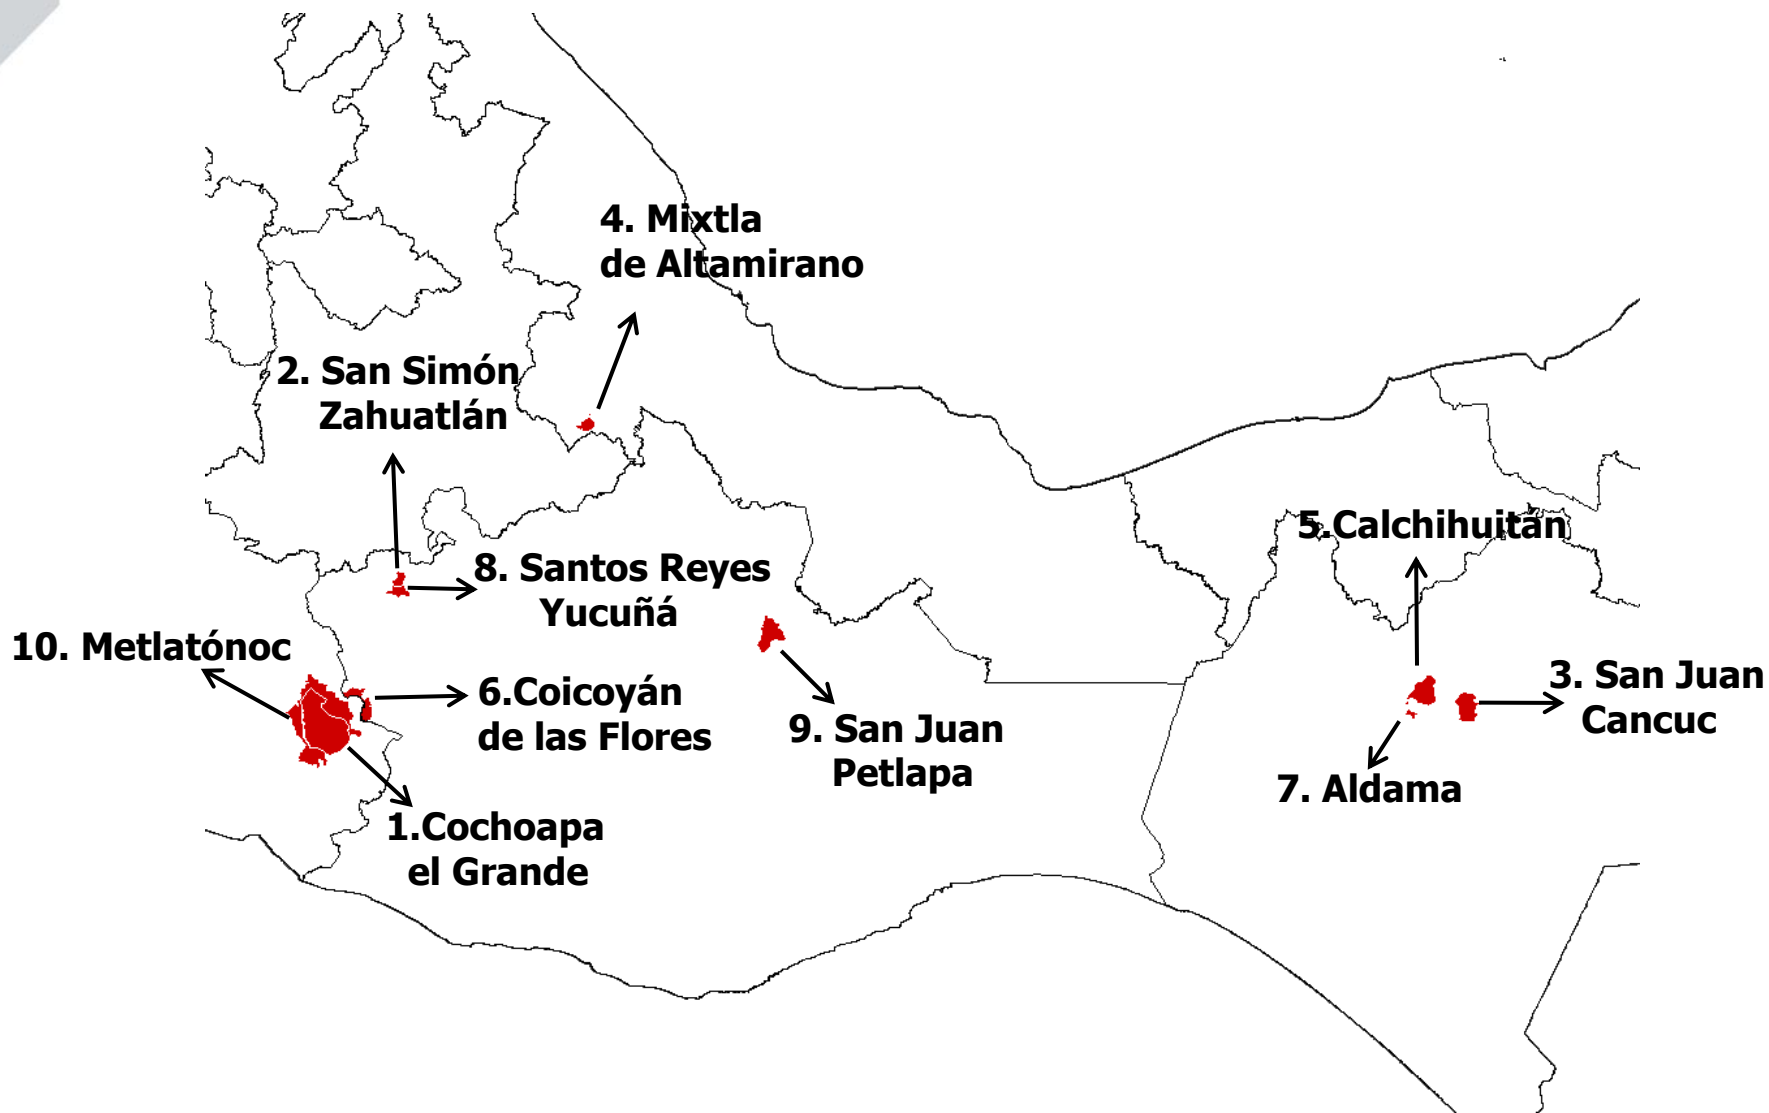 4. Mixtla
de Altamirano
2. San Simón
Zahuatlán
5.Calchihuitán
8. Santos Reyes
Yucuñá
10. Metlatónoc
6.Coicoyán
de las Flores
3. San Juan
Cancuc
9. San Juan
Petlapa
7. Aldama
1.Cochoapa
el Grande